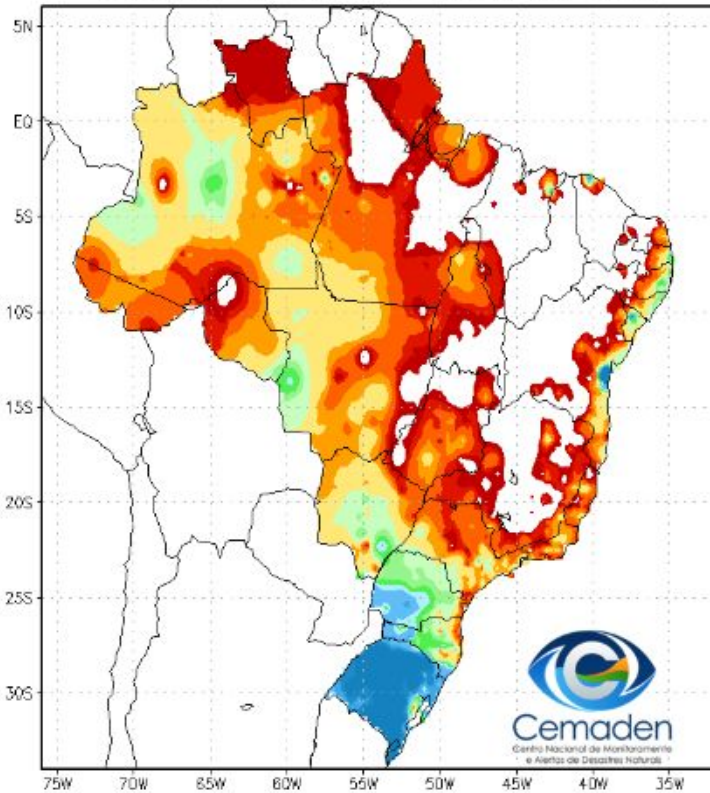 5N
EQ
5S
10S
15S
20S
25S
30S
75W 70W 65W 60W 55W 50W 45W 40W 35W
Cemaden
Centro Nacional de Monitoramento
e Alertas de Desastres Naturais